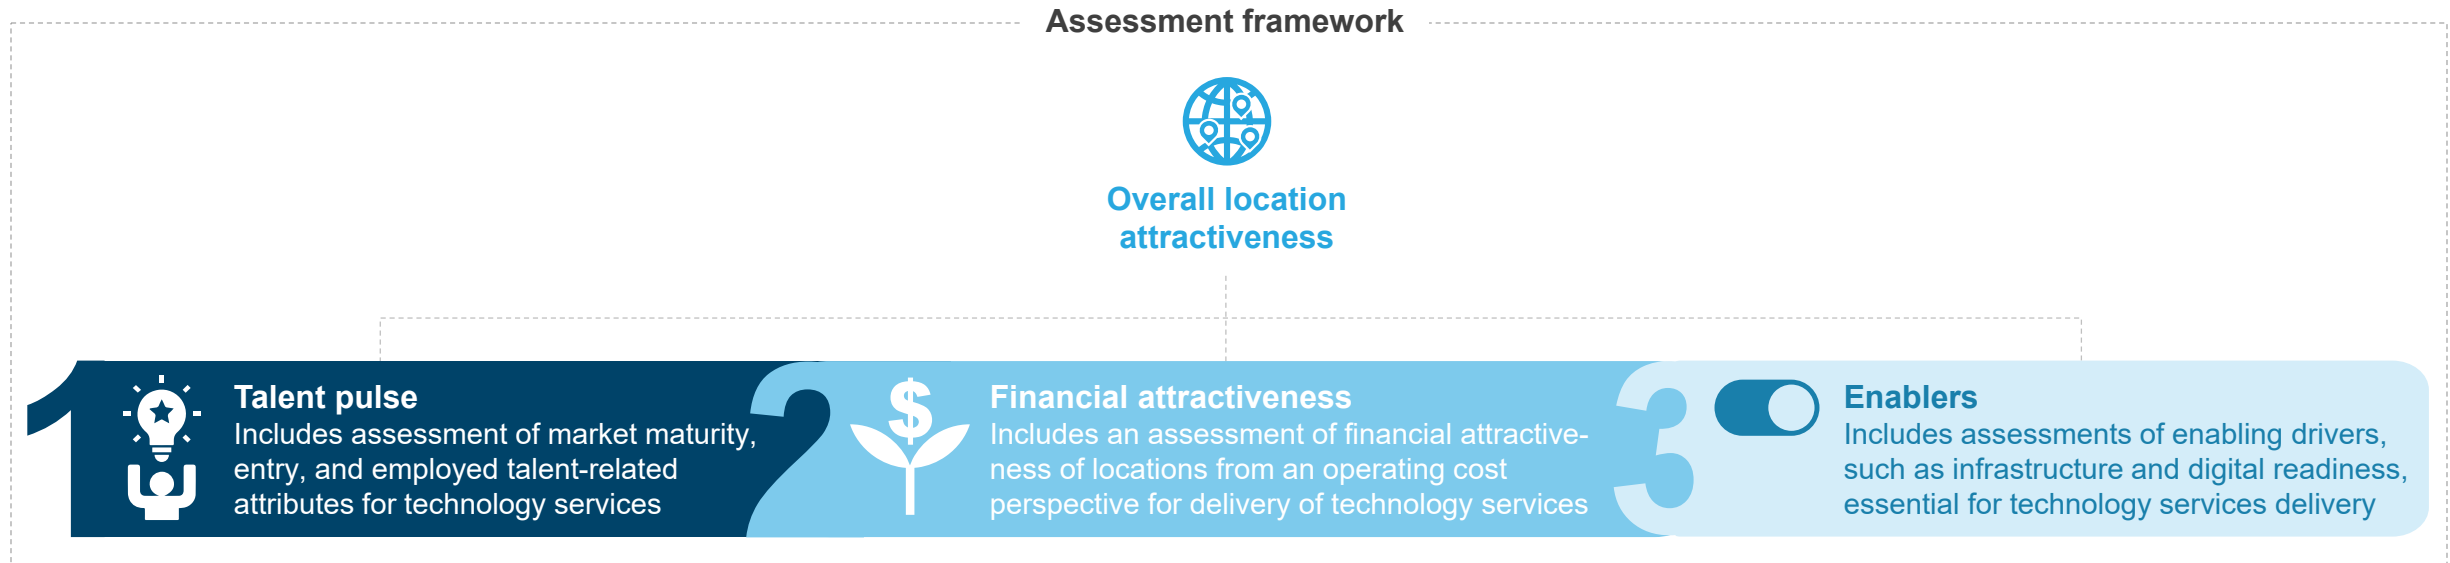 Assessment framework
Overall location
attractiveness
1
Talent pulse
Includes assessment of market maturity,
entry, and employed talent-related
attributes for technology services
2
$
Financial attractiveness
Includes an assessment of financial attractive-
ness of locations from an operating cost
perspective for delivery of technology services
3
Enablers
Includes assessments of enabling drivers,
such as infrastructure and digital readiness,
essential for technology services delivery